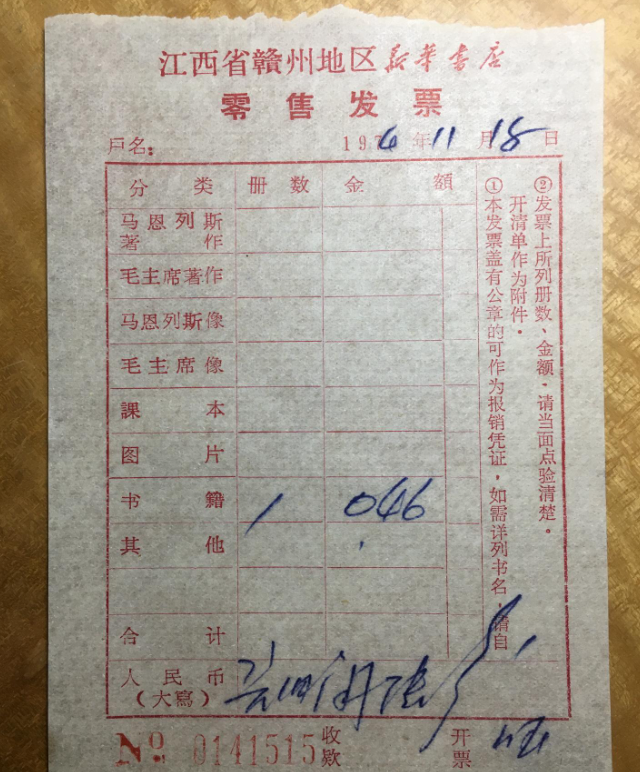 江西省赣州地区新华书店
零售发票
戶名: 1976年11月18日
分类 册数 金額
马恩列斯著作
毛主席著作
马恩列斯像
毛主席像
課本
图片
书籍 1 046
其他
合计
人民币(大寫)
№ 0141515 收款 开票
①本发票盖有公章的可作为报销凭证,如需详列书名,请自
开清单作为附件.
②发票上所列册数、金额,请当面点验清楚。